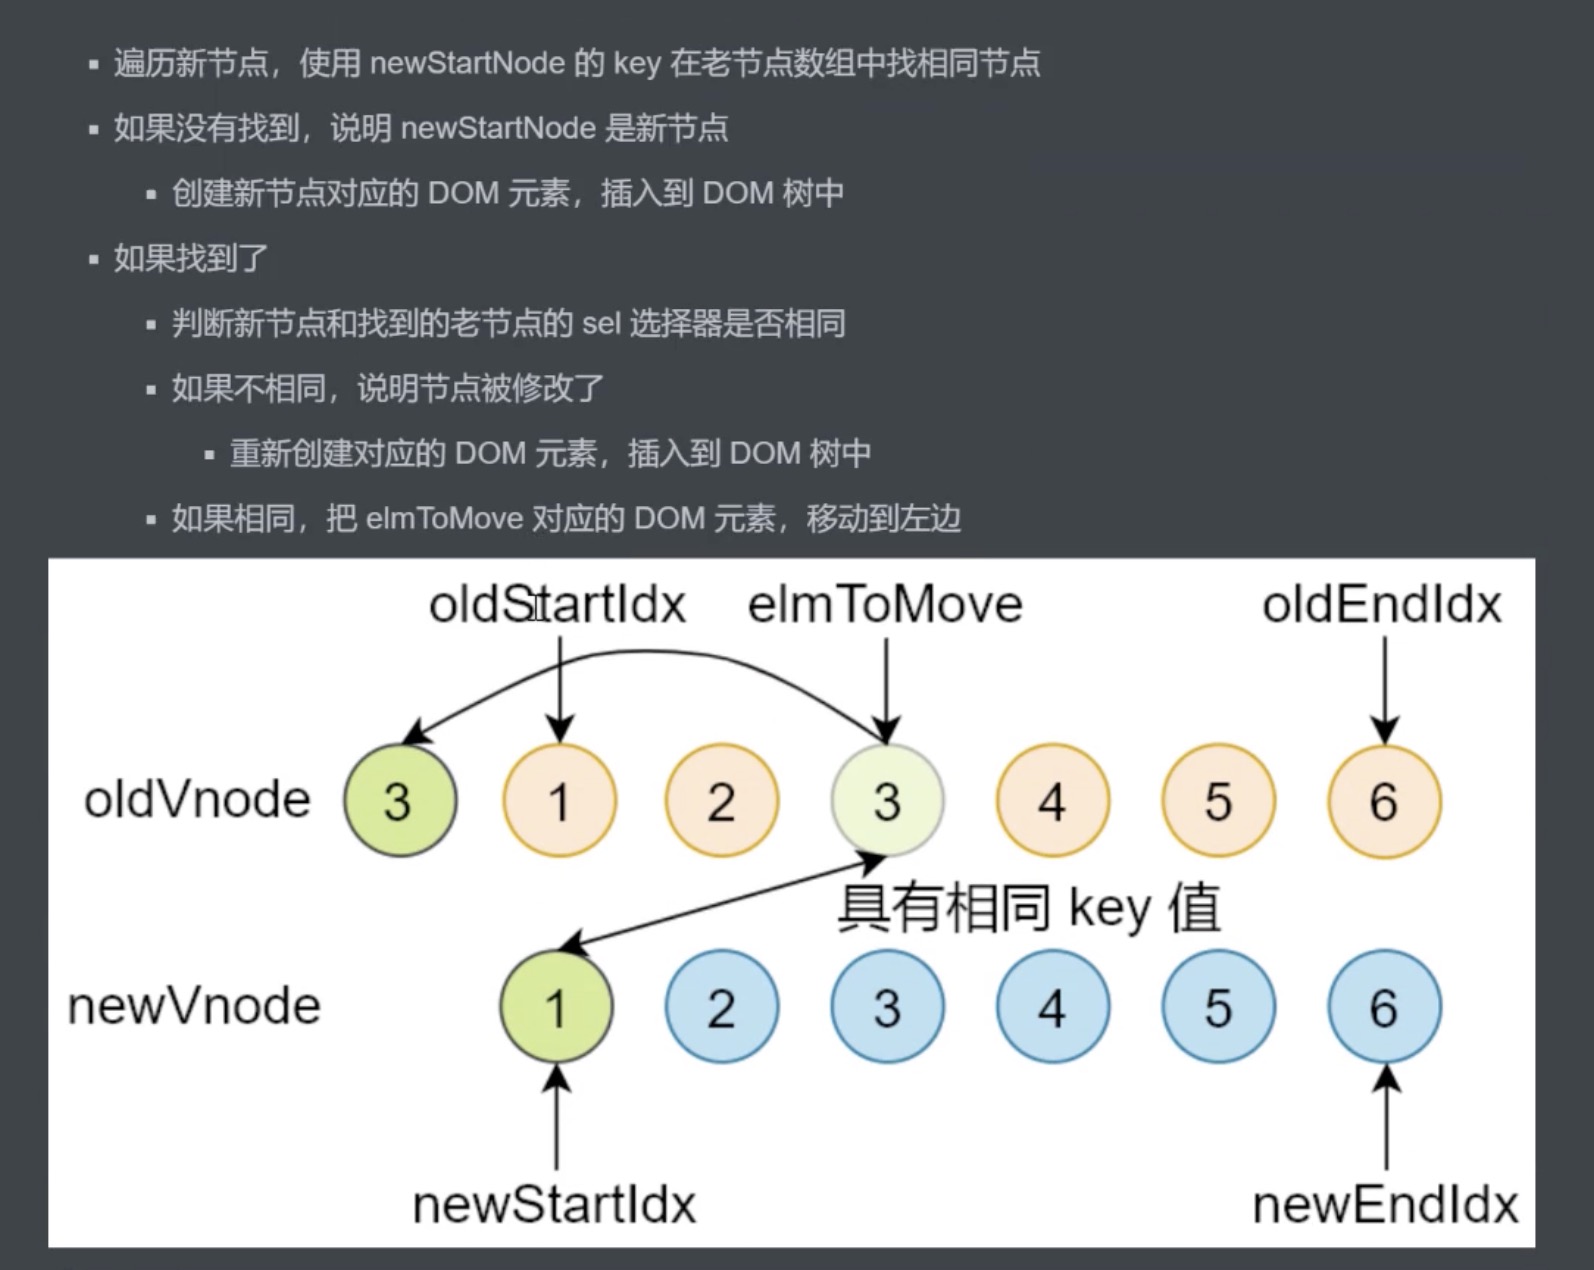 遍历新节点，使用 newStartNode 的 key 在老节点数组中找相同节点
如果没有找到，说明 newStartNode 是新节点
创建新节点对应的 DOM 元素，插入到 DOM 树中
如果找到了
判断新节点和找到的老节点的 sel 选择器是否相同
如果不相同，说明节点被修改了
重新创建对应的 DOM 元素，插入到 DOM 树中
如果相同，把 elmToMove 对应的 DOM 元素，移动到左边
oldStartIdx elmToMove oldEndIdx
oldVnode 3 1 2 3 4 5 6
具有相同 key 值
newVnode 1 2 3 4 5 6
newStartIdx newEndIdx